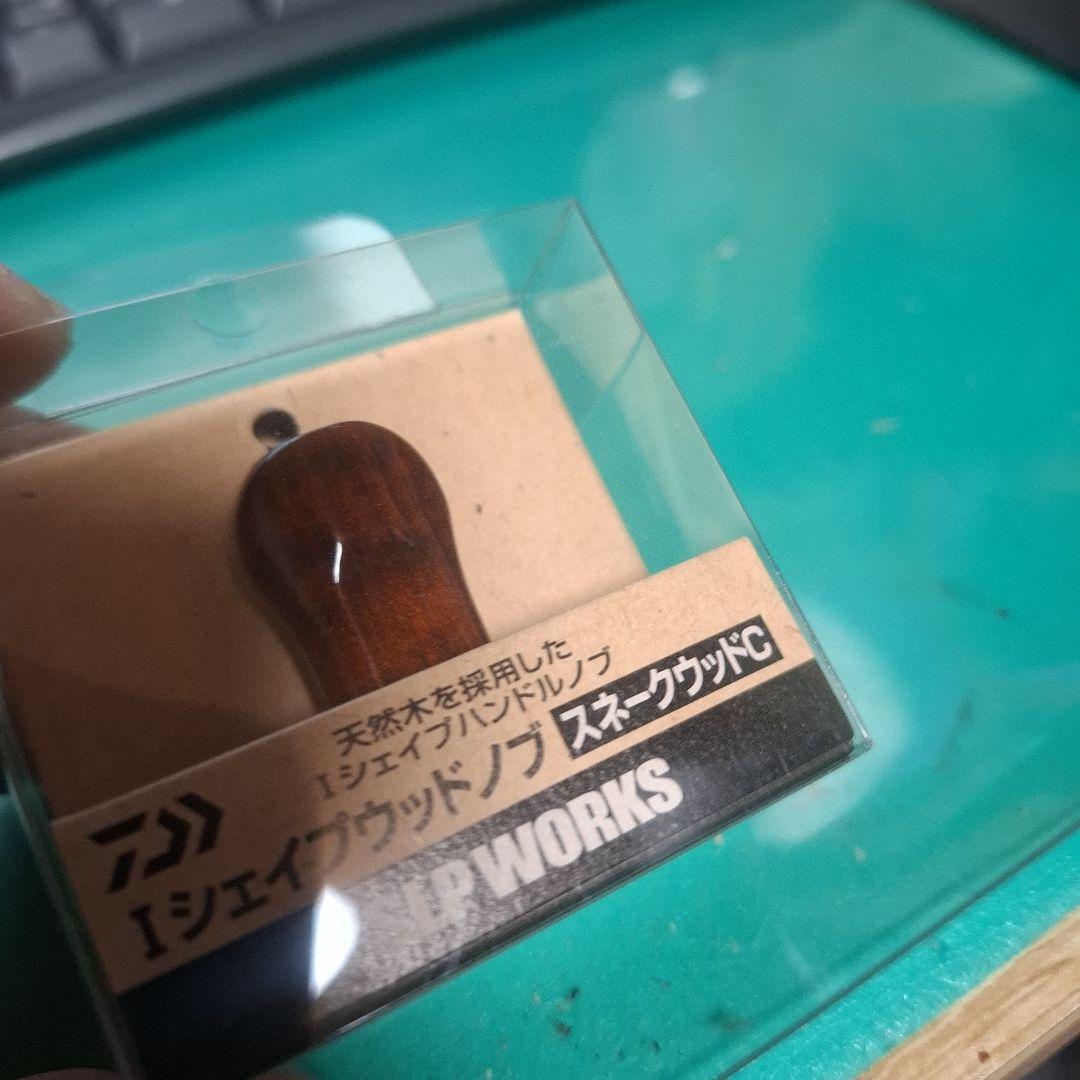 天然木を採用した
Iシェイプハンドルノブ
Iシェイプウッドノブ スネークウッドC
SLP WORKS